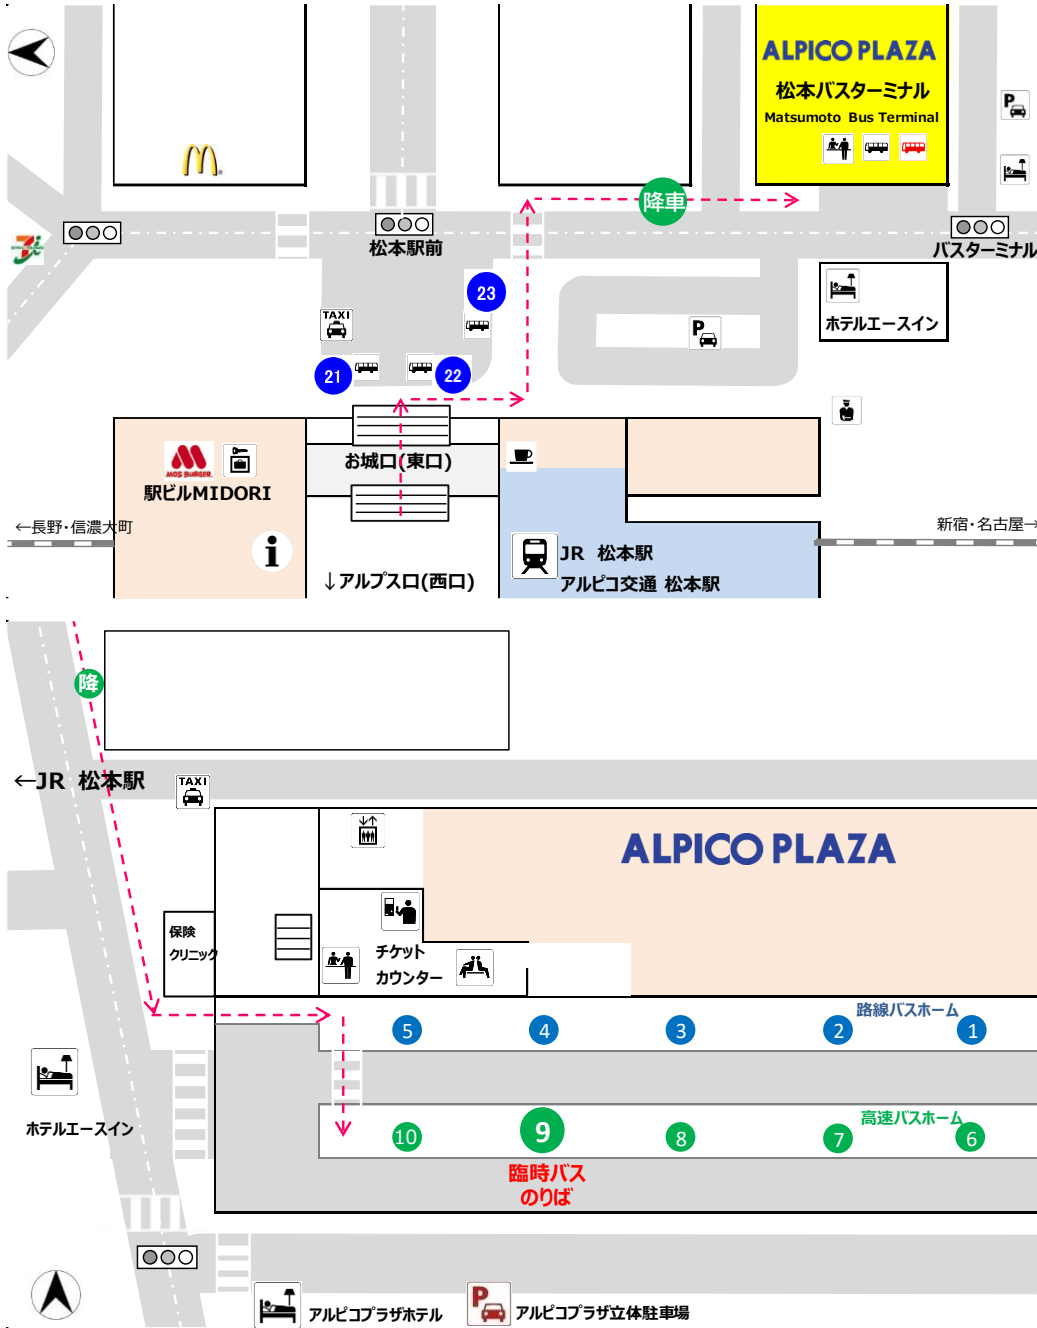 ALPICO PLAZA
松本バスターミナル
Matsumoto Bus Terminal
P
降車
松本駅前
バスターミナル
23
TAXI
P
ホテルエースイン
21
22
MOS BURGER
お城口(東口)
駅ビルMIDORI
←長野・信濃大町
新宿・名古屋→
i
JR 松本駅
↓アルプス口(西口)
アルピコ交通 松本駅
降
←JR 松本駅
TAXI
ALPICO PLAZA
保険
クリニック
チケット
カウンター
路線バスホーム
5
4
3
2
1
ホテルエースイン
高速バスホーム
10
9
8
7
6
臨時バス
のりば
アルピコプラザホテル
P
アルピコプラザ立体駐車場